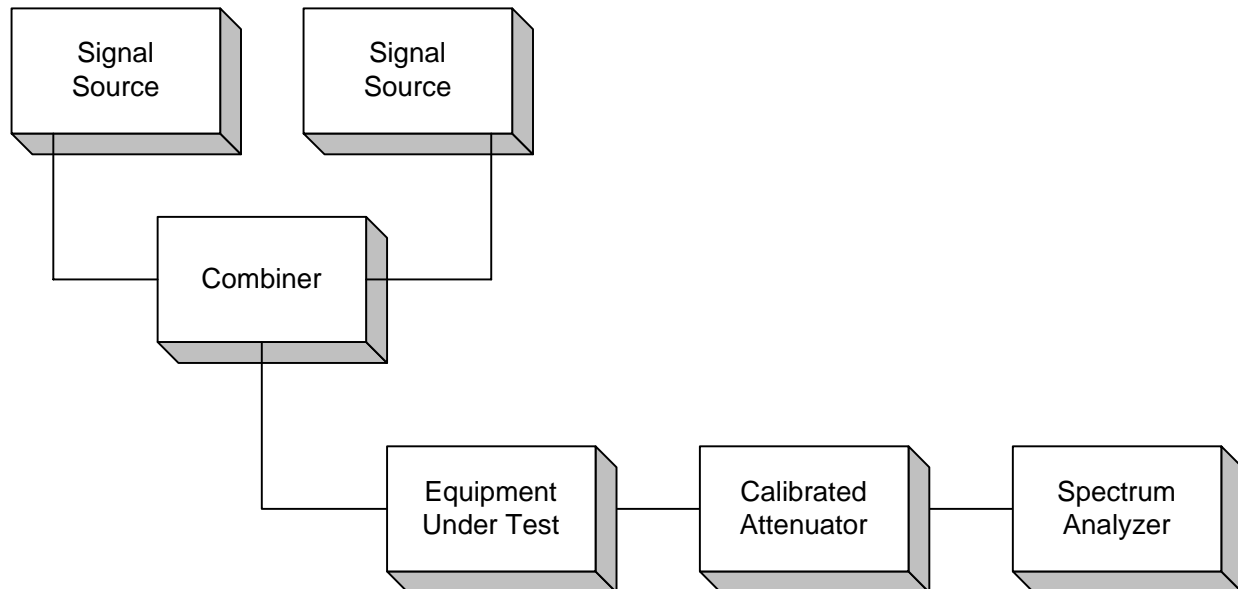 Signal
Source
Signal
Source
Combiner
Equipment
Under Test
Calibrated
Attenuator
Spectrum
Analyzer